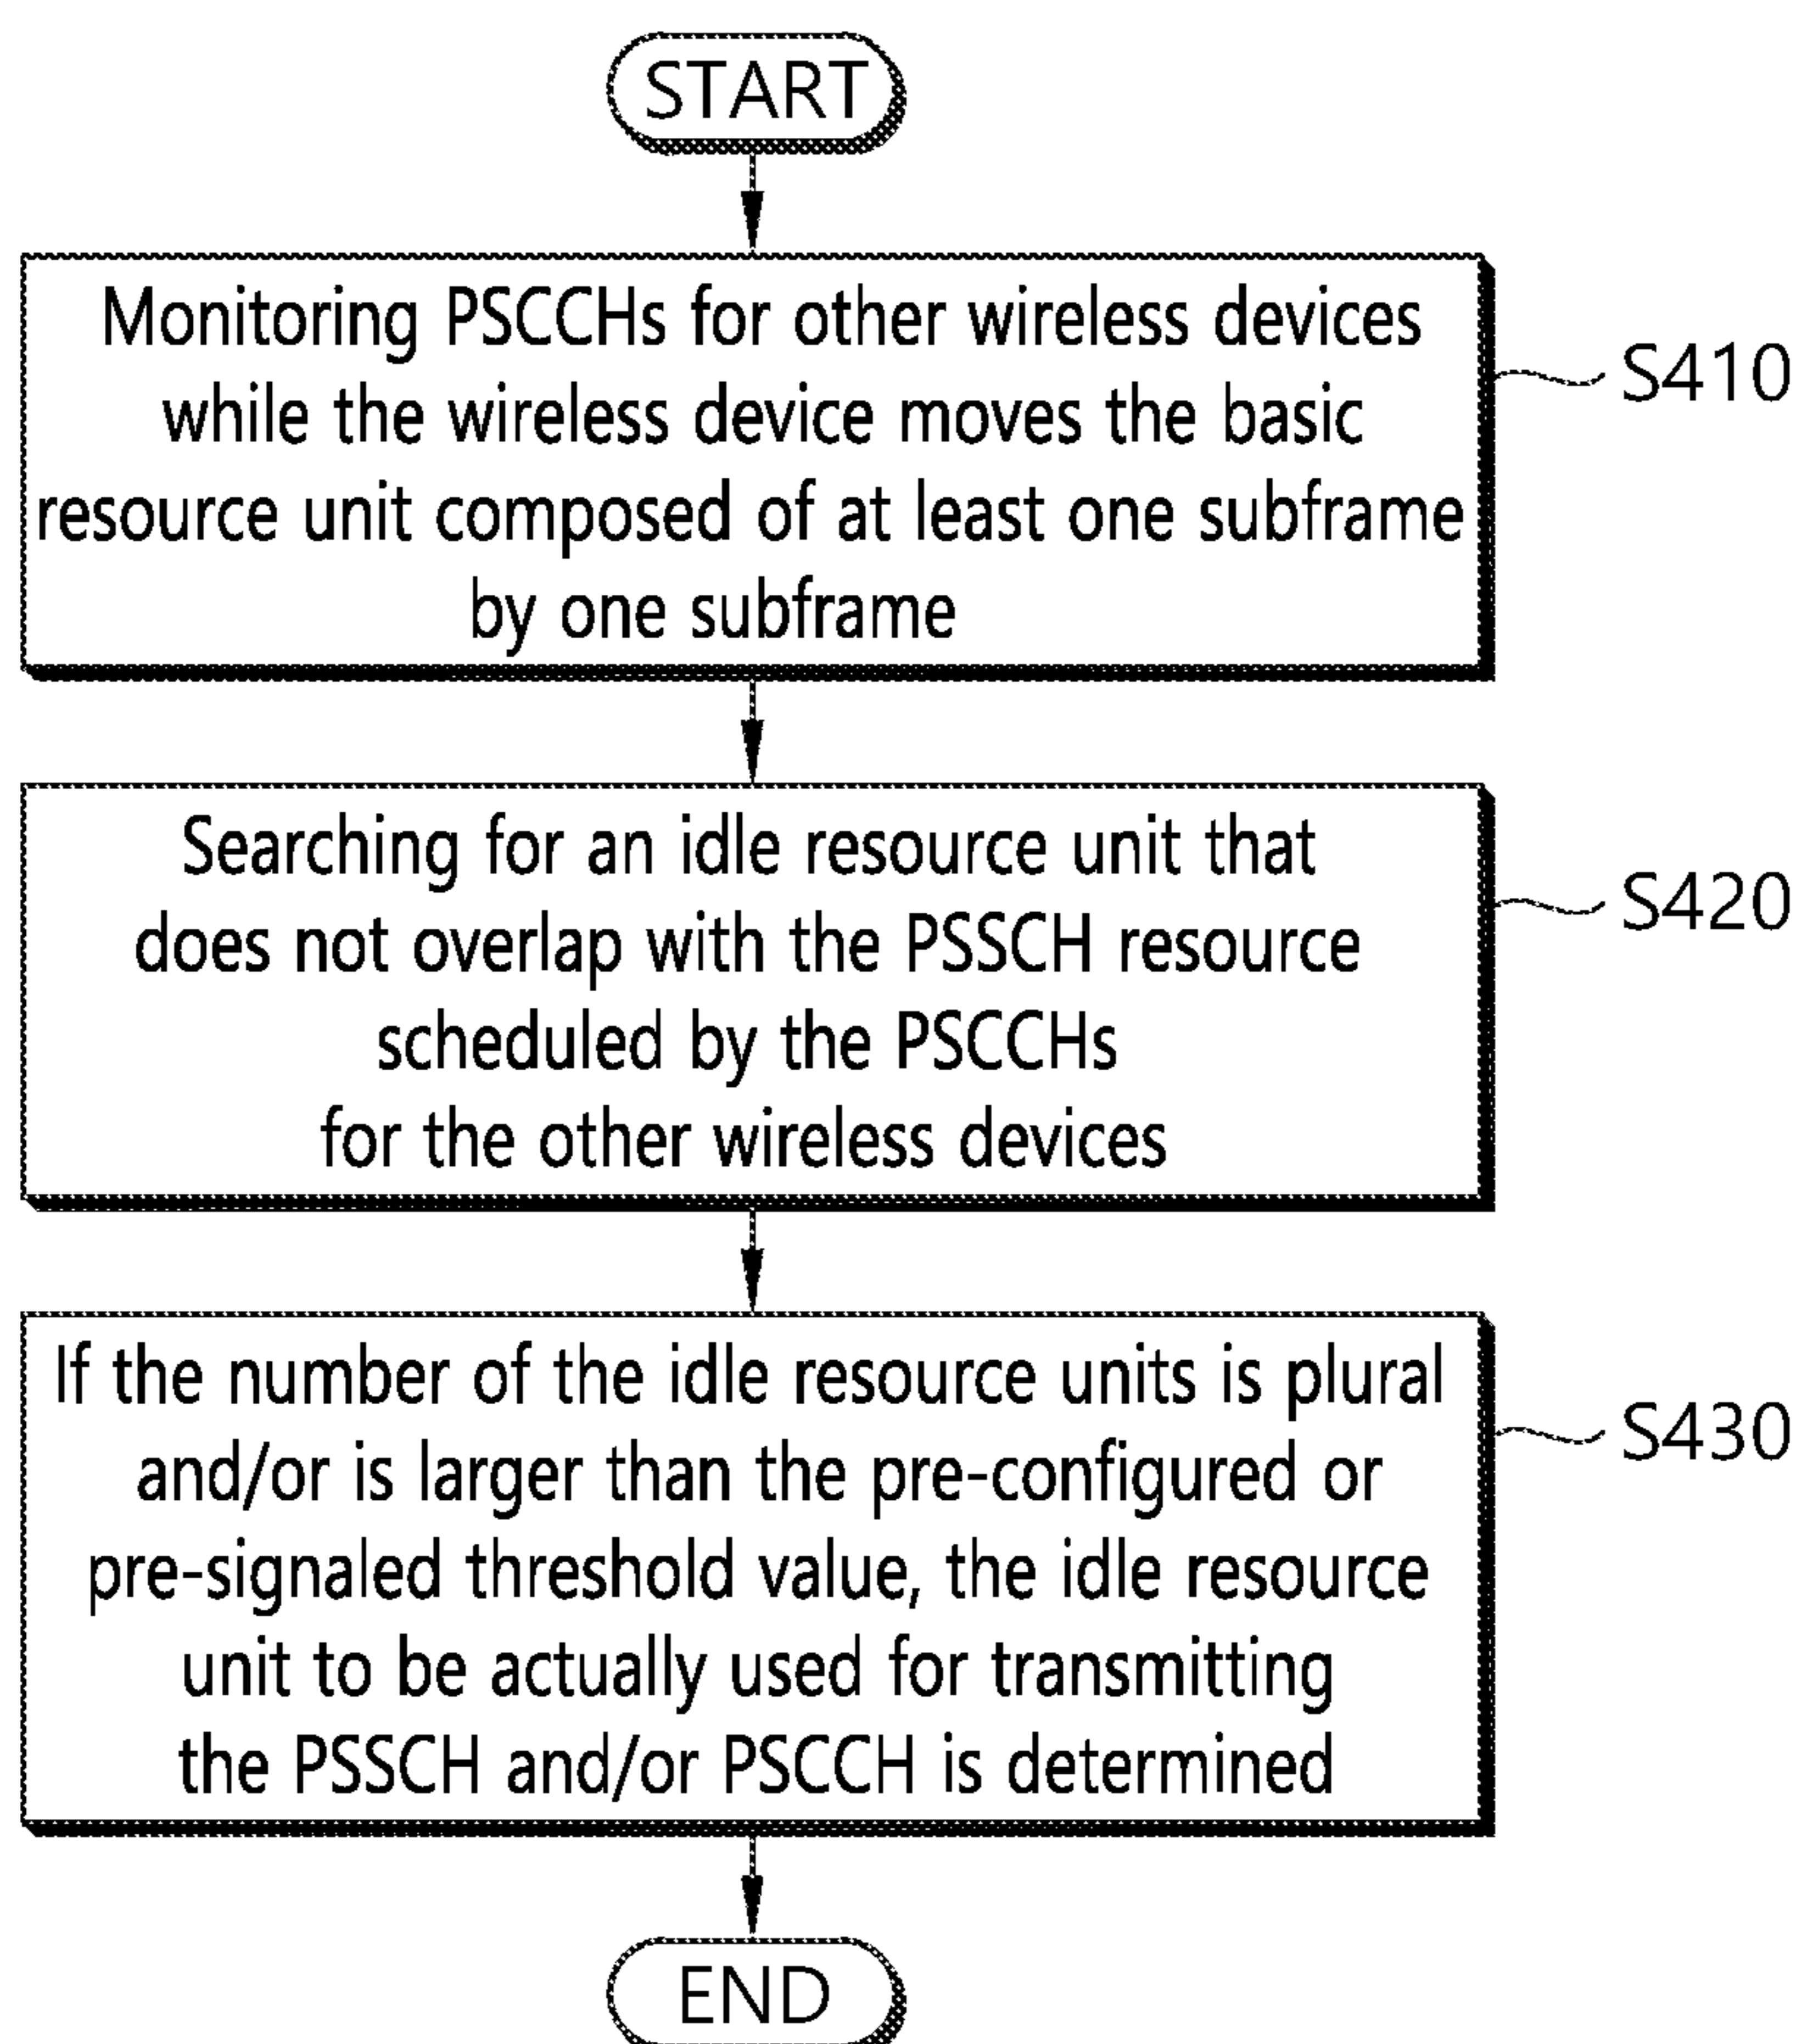 START
Monitoring PSCCHs for other wireless devices
while the wireless device moves the basic
resource unit composed of at least one subframe
by one subframe
S410
Searching for an idle resource unit that
does not overlap with the PSSCH resource
scheduled by the PSCCHs
for the other wireless devices
S420
If the number of the idle resource units is plural
and/or is larger than the pre-configured or
pre-signaled threshold value, the idle resource
unit to be actually used for transmitting
the PSSCH and/or PSCCH is determined
S430
END